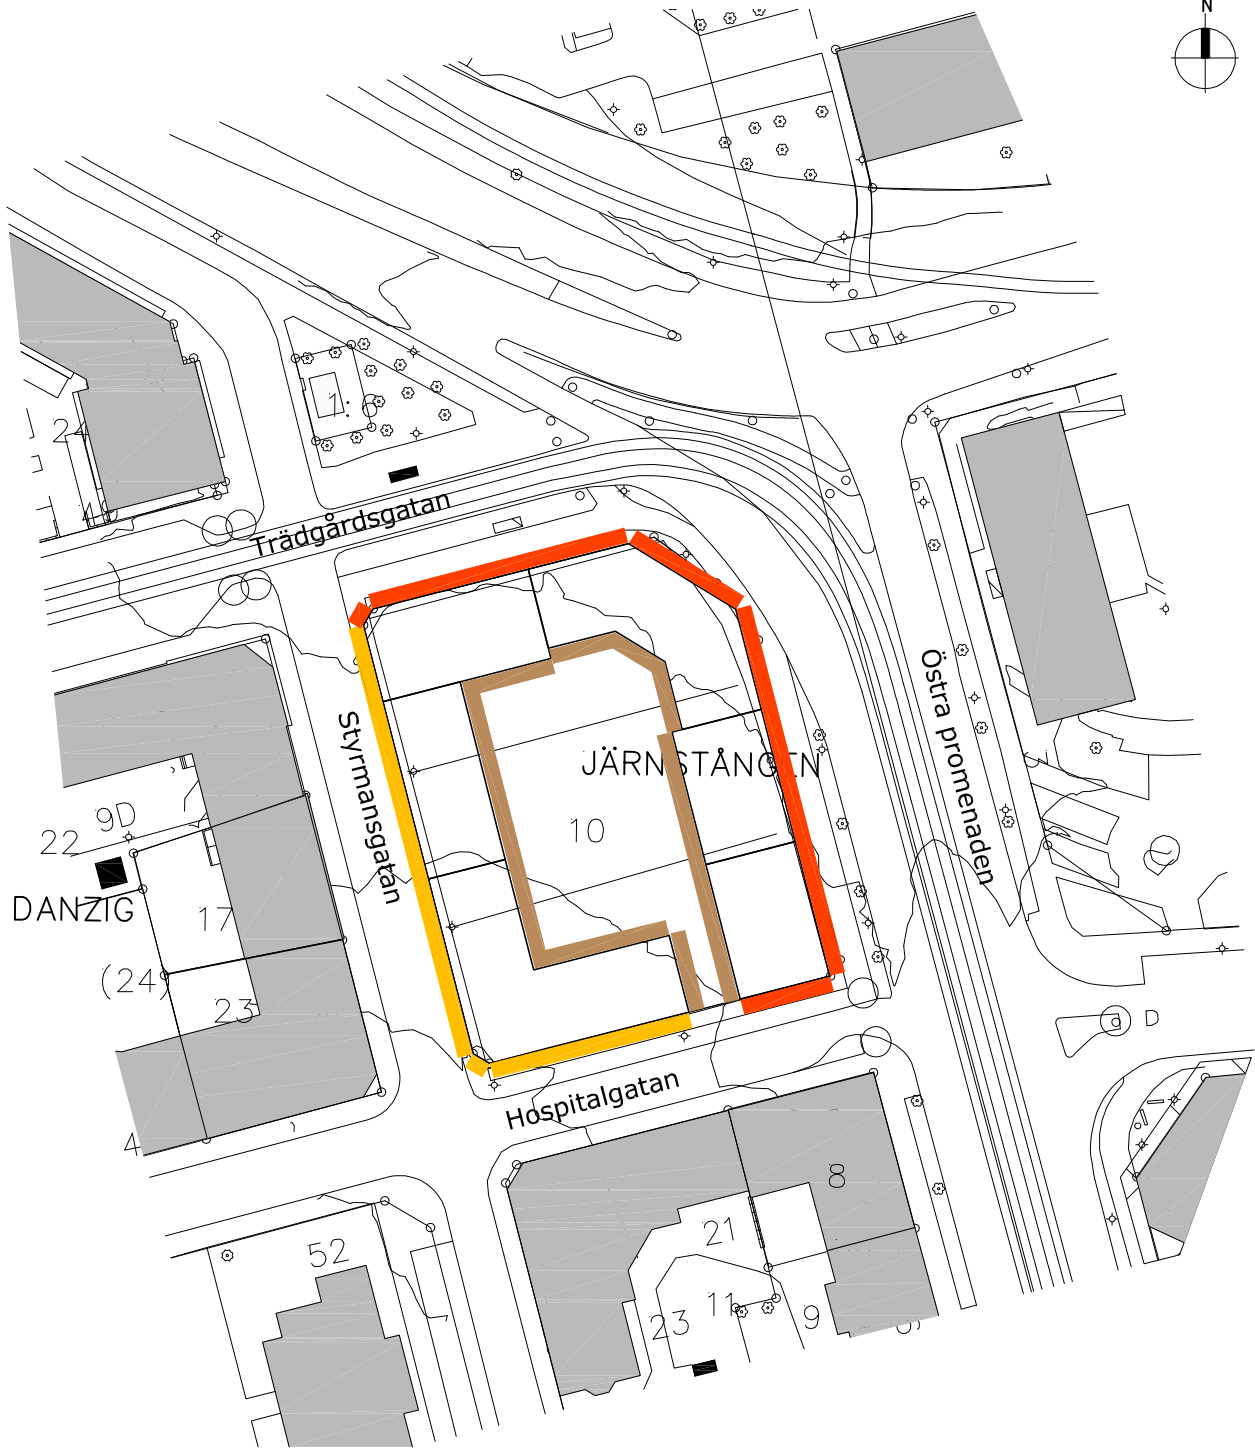 N
1:6
24
Trädgårdsgatan
Styrmansgatan
Östra promenaden
JÄRNSTÅNGEN
10
9D
22
DANZIG
17
(24)
23
D
4
Hospitalgatan
8
21
52
11
23
9